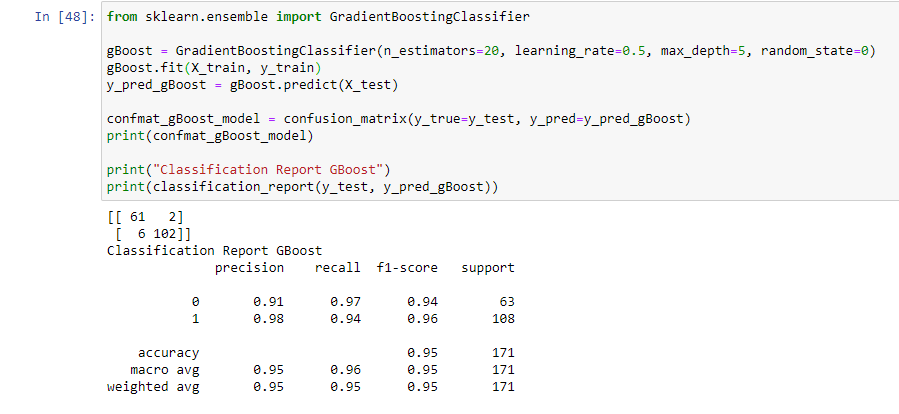 In [48]: from sklearn.ensemble import GradientBoostingClassifier
gBoost = GradientBoostingClassifier(n_estimators=20, learning_rate=0.5, max_depth=5, random_state=0)
gBoost.fit(X_train, y_train)
y_pred_gBoost = gBoost.predict(X_test)
confmat_gBoost_model = confusion_matrix(y_true=y_test, y_pred=y_pred_gBoost)
print(confmat_gBoost_model)
print("Classification Report GBoost")
print(classification_report(y_test, y_pred_gBoost))
[[ 61   2]
 [  6 102]]
Classification Report GBoost
              precision    recall  f1-score   support
           0       0.91      0.97      0.94        63
           1       0.98      0.94      0.96       108
    accuracy                           0.95       171
   macro avg       0.95      0.96      0.95       171
weighted avg       0.95      0.95      0.95       171